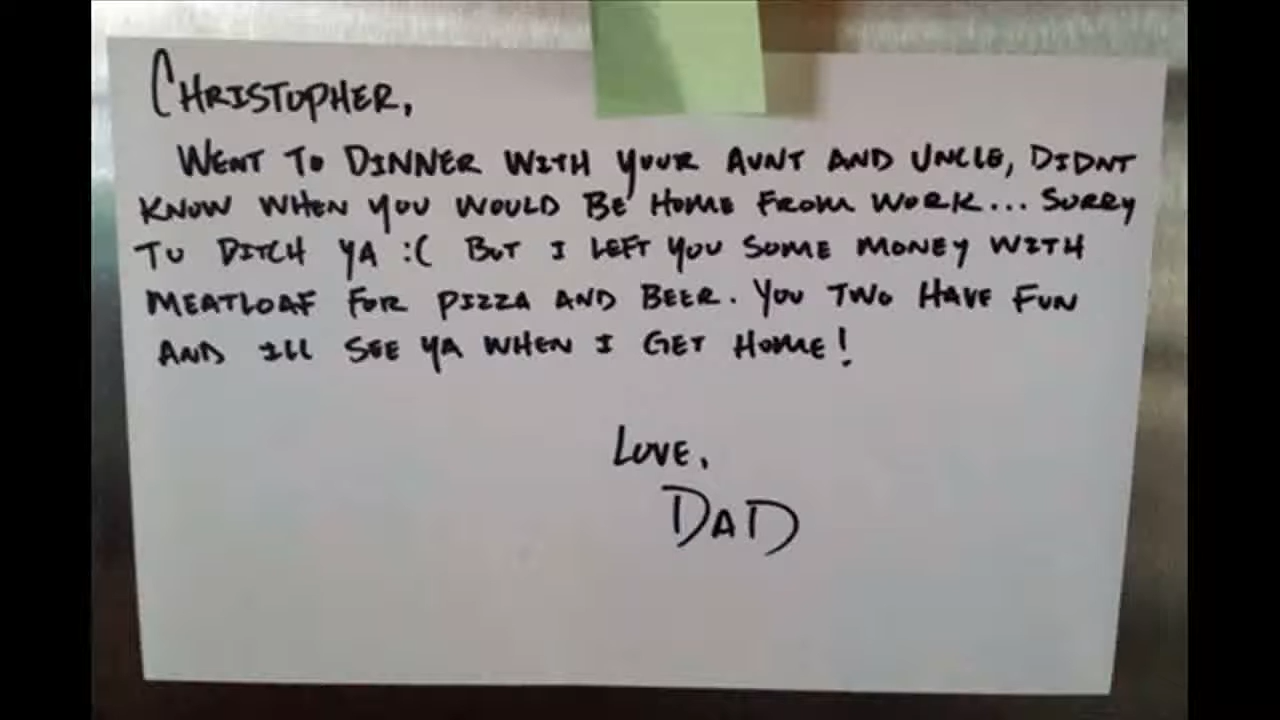 CHRISTOPHER,
WENT TO DINNER WITH YOUR AUNT AND UNCLE, DIDNT
KNOW WHEN YOU WOULD BE HOME FROM WORK... SORRY
TO DITCH YA :( BUT I LEFT YOU SOME MONEY WITH
MEATLOAF FOR PIZZA AND BEER. YOU TWO HAVE FUN
AND ILL SEE YA WHEN I GET HOME!
LOVE,
DAD